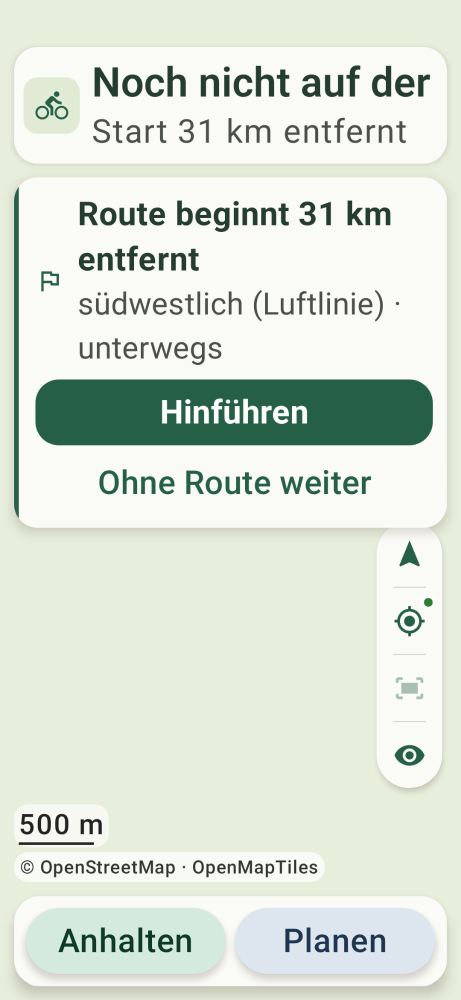 Noch nicht auf der
Start 31 km entfernt
Route beginnt 31 km
entfernt
südwestlich (Luftlinie) ·
unterwegs
Hinführen
Ohne Route weiter
500 m
© OpenStreetMap · OpenMapTiles
Anhalten
Planen